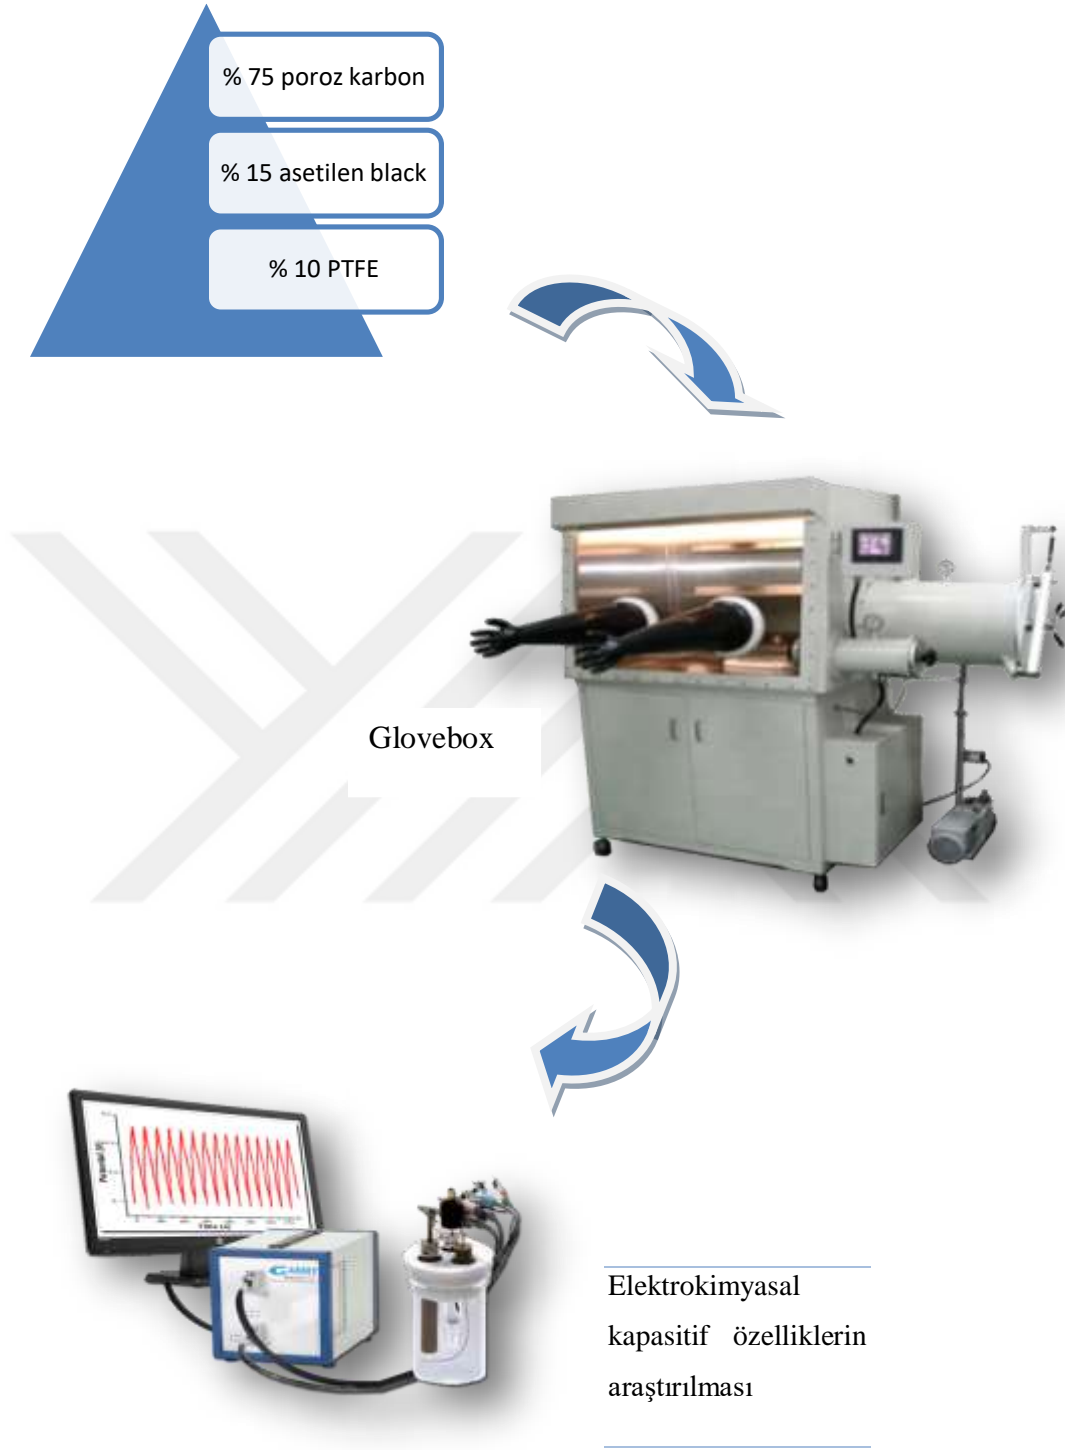 % 75 poroz karbon
% 15 asetilen black
% 10 PTFE
Glovebox
Elektrokimyasal
kapasitif özelliklerin
araştırılması